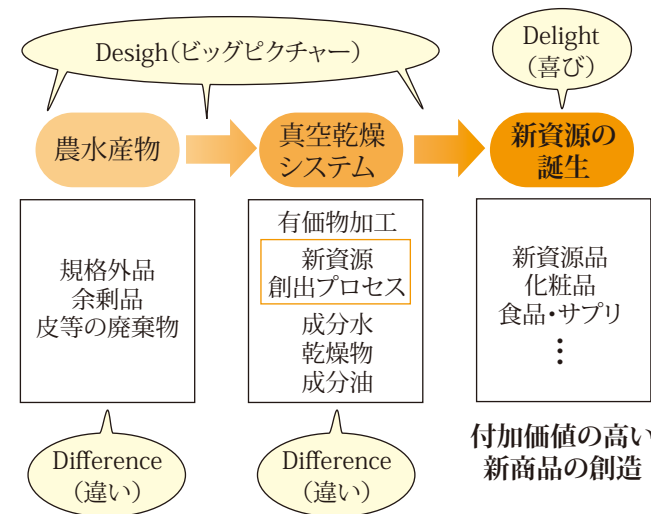 Desigh（ビッグピクチャー）
Delight
（喜び）
農水産物
真空乾燥
システム
新資源の
誕生
規格外品
余剰品
皮等の廃棄物
有価物加工
新資源
創出プロセス
成分水
乾燥物
成分油
新資源品
化粧品
食品・サプリ
⋮
Difference
（違い）
Difference
（違い）
付加価値の高い
新商品の創造